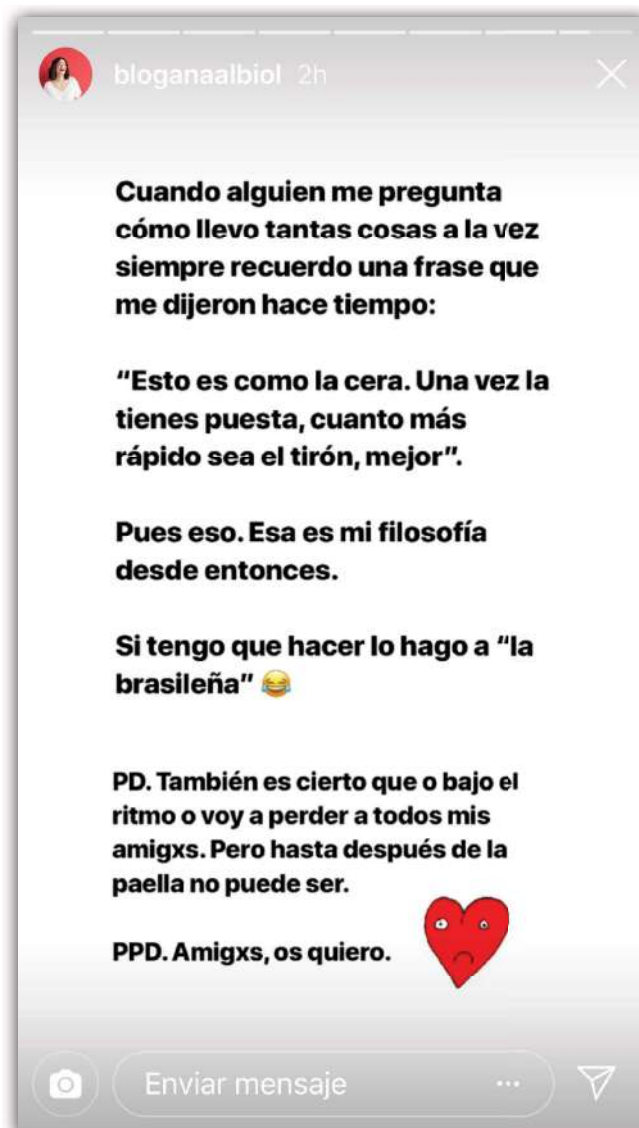 bloganaalbiol 2h
Cuando alguien me pregunta
cómo llevo tantas cosas a la vez
siempre recuerdo una frase que
me dijeron hace tiempo:
“Esto es como la cera. Una vez la
tienes puesta, cuanto más
rápido sea el tirón, mejor”.
Pues eso. Esa es mi filosofía
desde entonces.
Si tengo que hacer lo hago a “la
brasileña” 😂
PD. También es cierto que o bajo el
ritmo o voy a perder a todos mis
amigxs. Pero hasta después de la
paella no puede ser.
PPD. Amigxs, os quiero.
Enviar mensaje